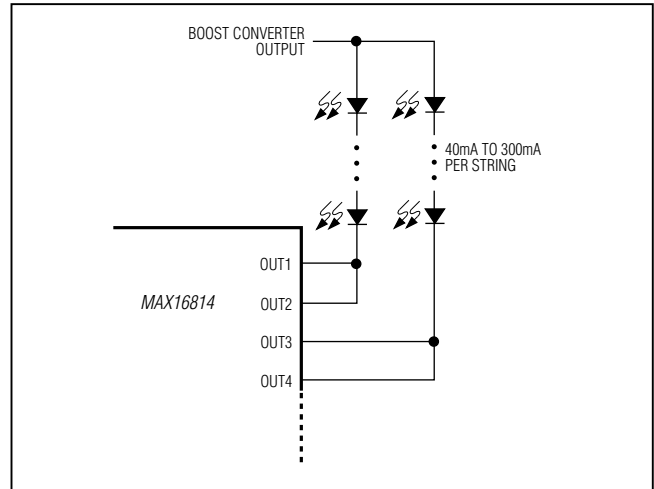 BOOST CONVERTER
OUTPUT
40mA TO 300mA
PER STRING
OUT1
MAX16814
OUT2
OUT3
OUT4